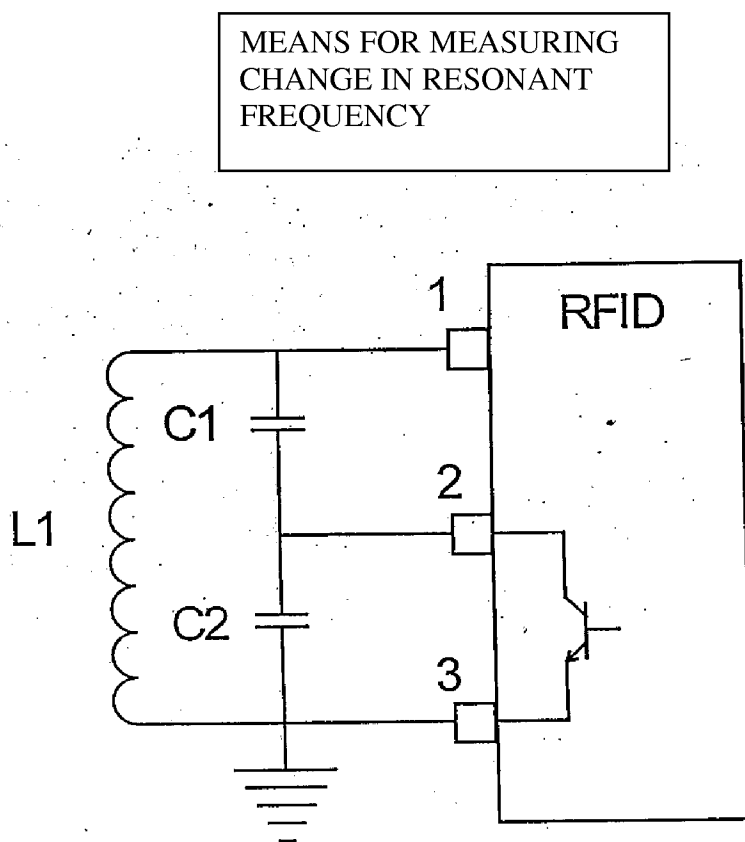 MEANS FOR MEASURING
CHANGE IN RESONANT
FREQUENCY
1
RFID
C1
2
L1
C2
3